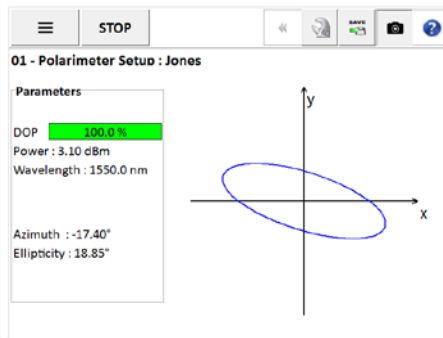 ☰ STOP « SAVE ?
01 - Polarimeter Setup : Jones
Parameters
DOP 100.0 %
Power : 3.10 dBm
Wavelength : 1550.0 nm
Azimuth : -17.40°
Ellipticity : 18.85°
y
x